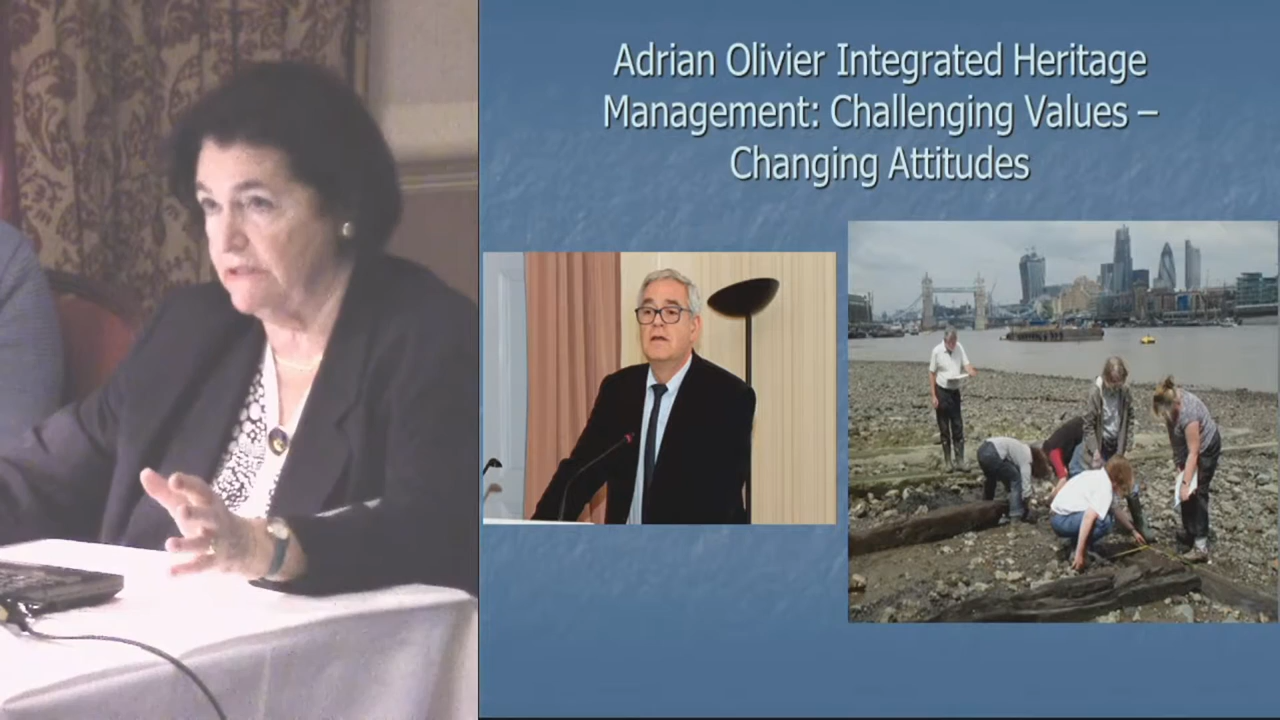 Adrian Olivier Integrated Heritage
Management: Challenging Values –
Changing Attitudes